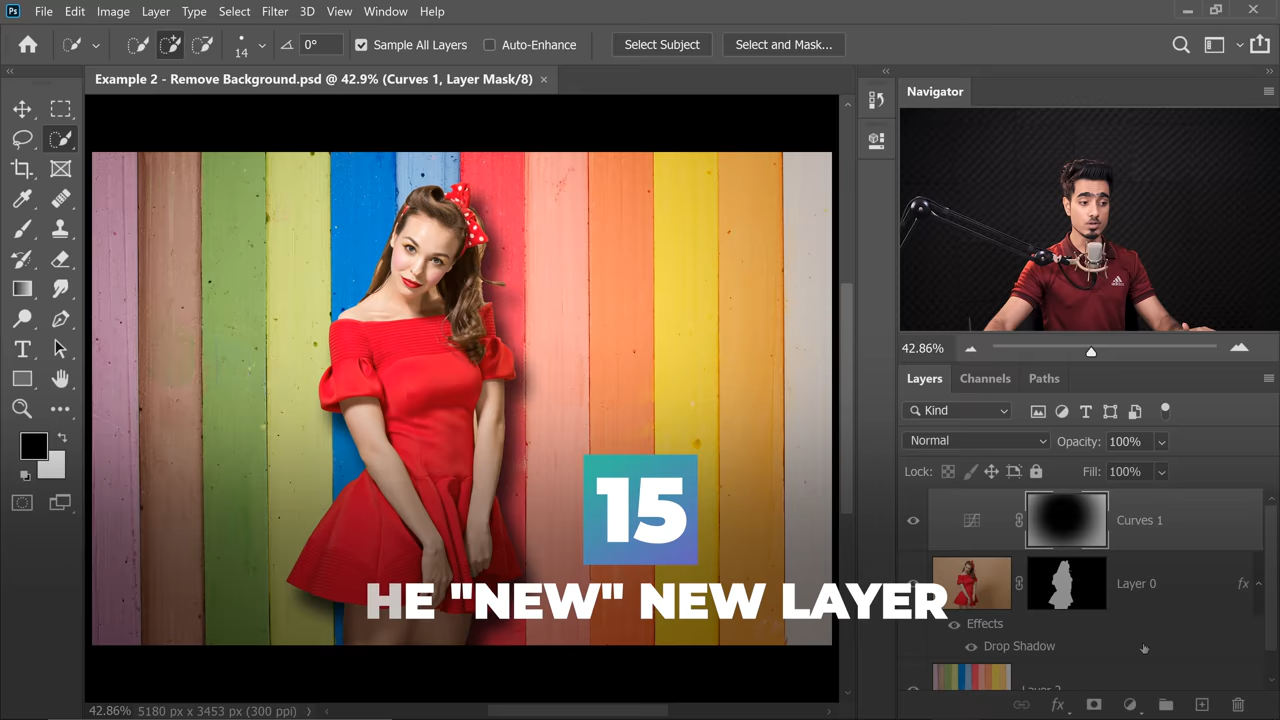 Ps File Edit Image Layer Type Select Filter 3D View Window Help
14 0° Sample All Layers Auto-Enhance Select Subject Select and Mask...
Example 2 - Remove Background.psd @ 42.9% (Curves 1, Layer Mask/8) ×
Navigator
adidas
42.86%
Layers Channels Paths
Kind
Normal Opacity: 100%
Lock: Fill: 100%
Curves 1
Layer 0 fx
Effects
Drop Shadow
15
HE "NEW" NEW LAYER
42.86% 5180 px x 3453 px (300 ppi)
fx